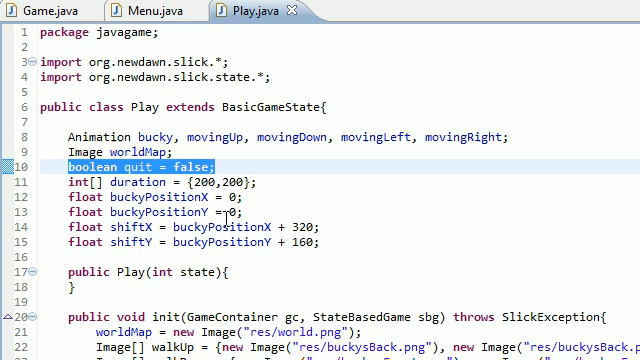 Game.java Menu.java Play.java
1 package javagame;
2
3 import org.newdawn.slick.*;
4 import org.newdawn.slick.state.*;
5
6 public class Play extends BasicGameState{
7
8 Animation bucky, movingUp, movingDown, movingLeft, movingRight;
9 Image worldMap;
10 boolean quit = false;
11 int[] duration = {200,200};
12 float buckyPositionX = 0;
13 float buckyPositionY = 0;
14 float shiftX = buckyPositionX + 320;
15 float shiftY = buckyPositionY + 160;
16
17 public Play(int state){
18 }
19
20 public void init(GameContainer gc, StateBasedGame sbg) throws SlickException{
21 worldMap = new Image("res/world.png");
22 Image[] walkUp = {new Image("res/buckysBack.png"), new Image("res/buckysB